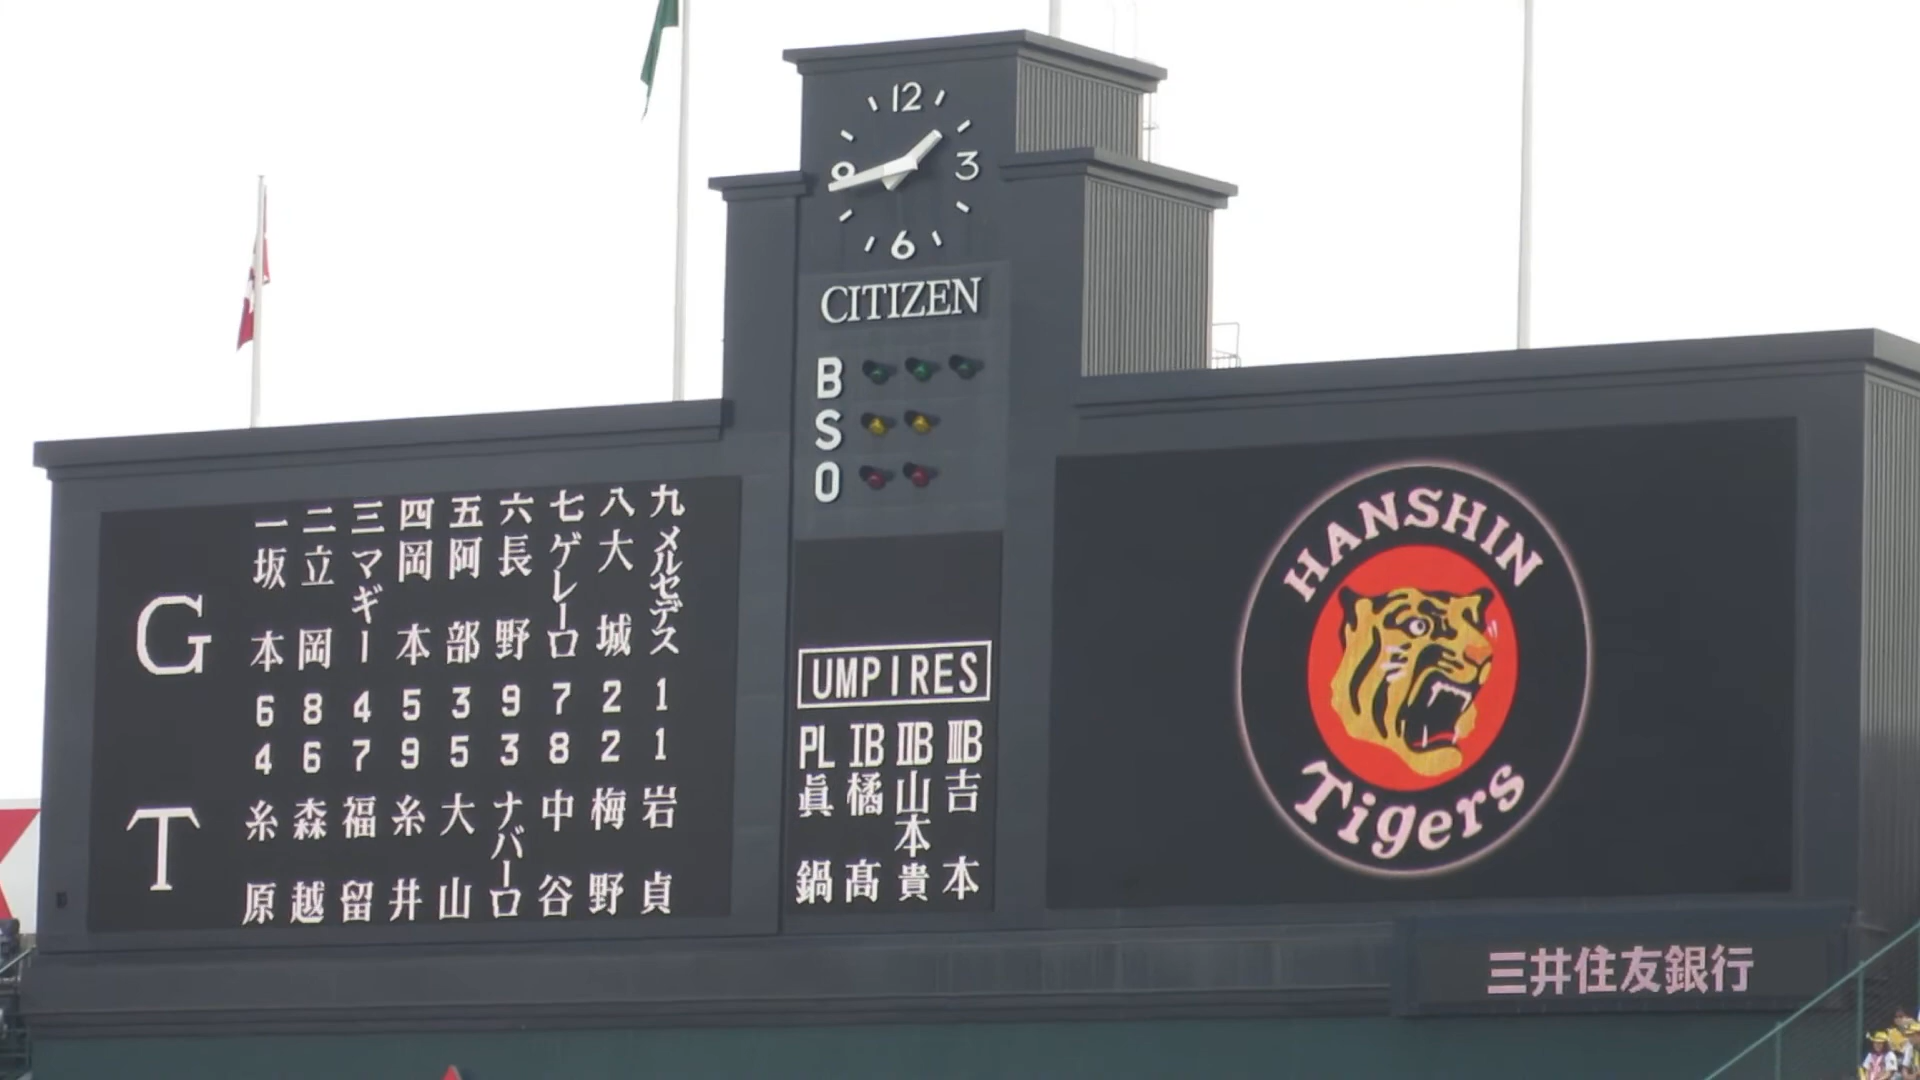 12
3
6
9
CITIZEN
B
S
O
G
一 坂本 6
二 立岡 8
三 マギー 4
四 岡本 5
五 阿部 3
六 長野 9
七 ゲレーロ 7
八 大城 2
九 メルセデス 1
T
4 糸原
6 森越
7 福留
9 糸井
5 大山
3 ナバーロ
8 中谷
2 梅野
1 岩貞
UMPIRES
PL 眞鍋
IB 橘髙
IIB 山本貴
IIIB 吉本
HANSHIN
Tigers
三井住友銀行